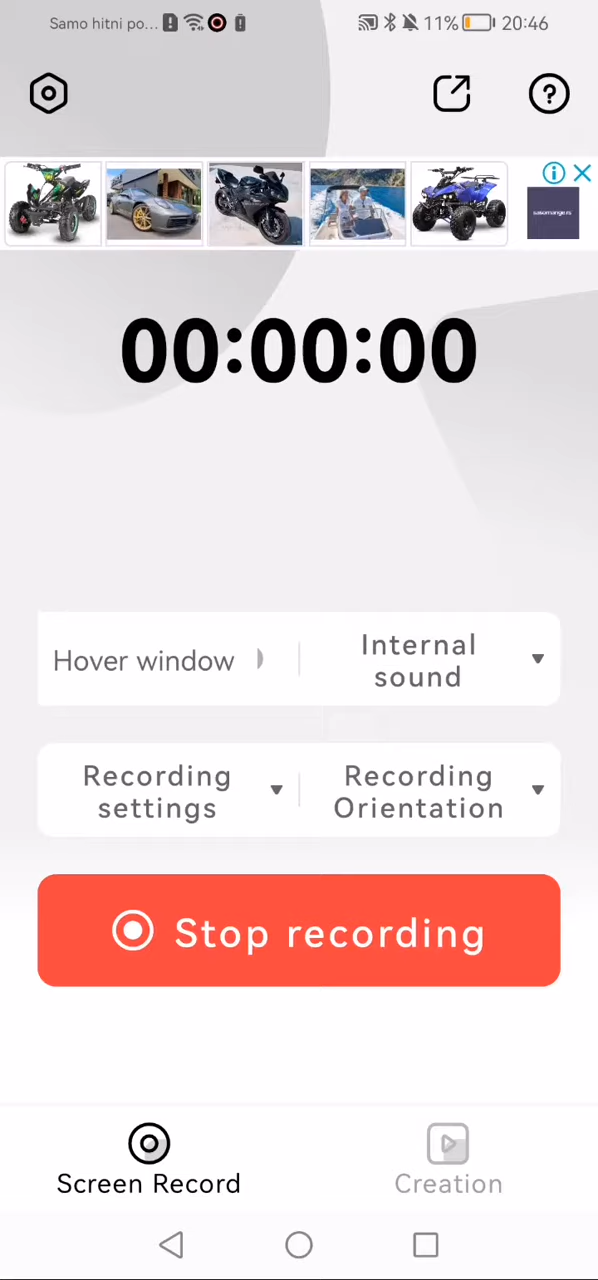 Samo hitni po... 11% 20:46
00:00:00
Hover window
Internal
sound
Recording
settings
Recording
Orientation
Stop recording
Screen Record
Creation